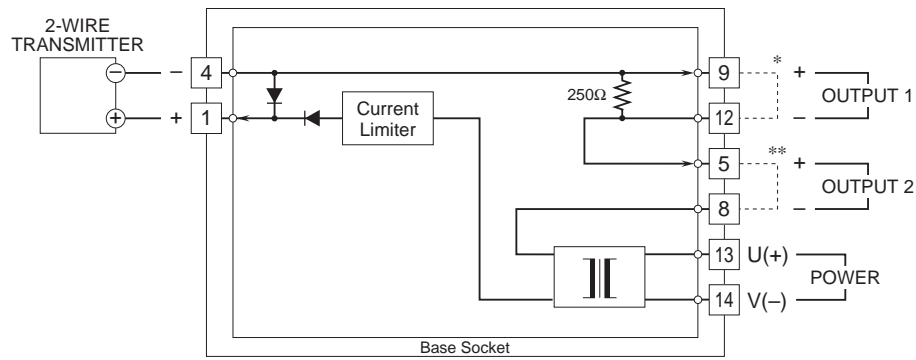 2-WIRE
TRANSMITTER
−
+
−
+
4
1
Current
Limiter
250Ω
9
12
5
8
13
14
*
+
−
OUTPUT 1
**
+
−
OUTPUT 2
U(+)
V(−)
POWER
Base Socket